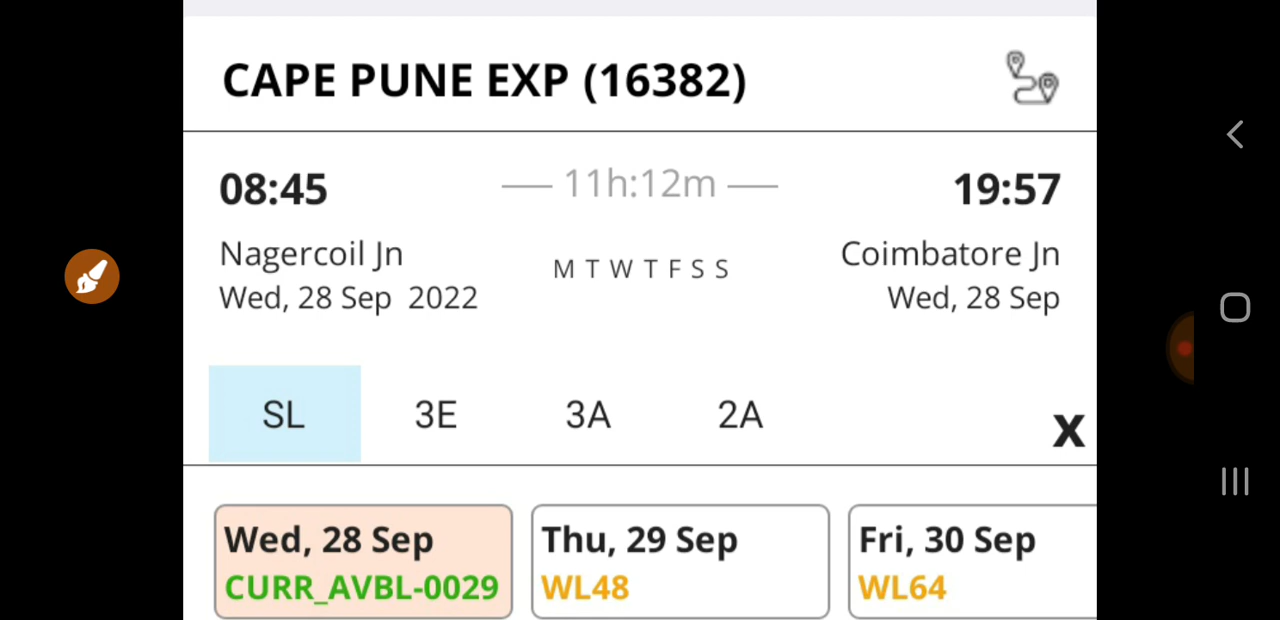 CAPE PUNE EXP (16382)
08:45 11h:12m 19:57
Nagercoil Jn M T W T F S S Coimbatore Jn
Wed, 28 Sep 2022 Wed, 28 Sep
SL 3E 3A 2A X
Wed, 28 Sep Thu, 29 Sep Fri, 30 Sep
CURR_AVBL-0029 WL48 WL64